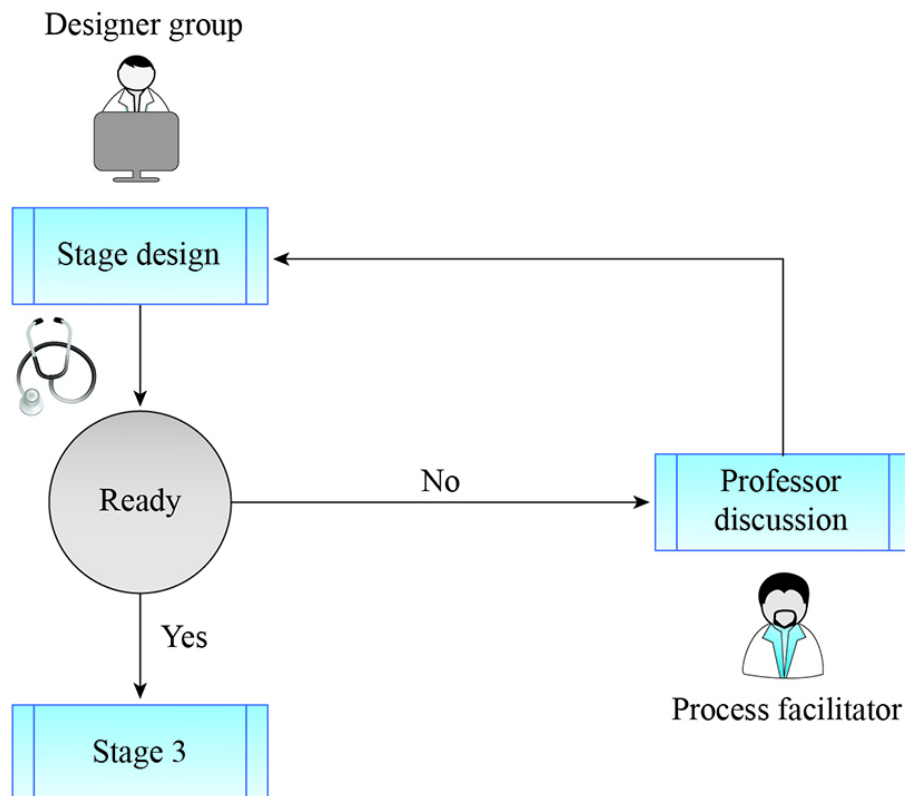 Designer group
Stage design
Ready
No
Professor
discussion
Yes
Process facilitator
Stage 3